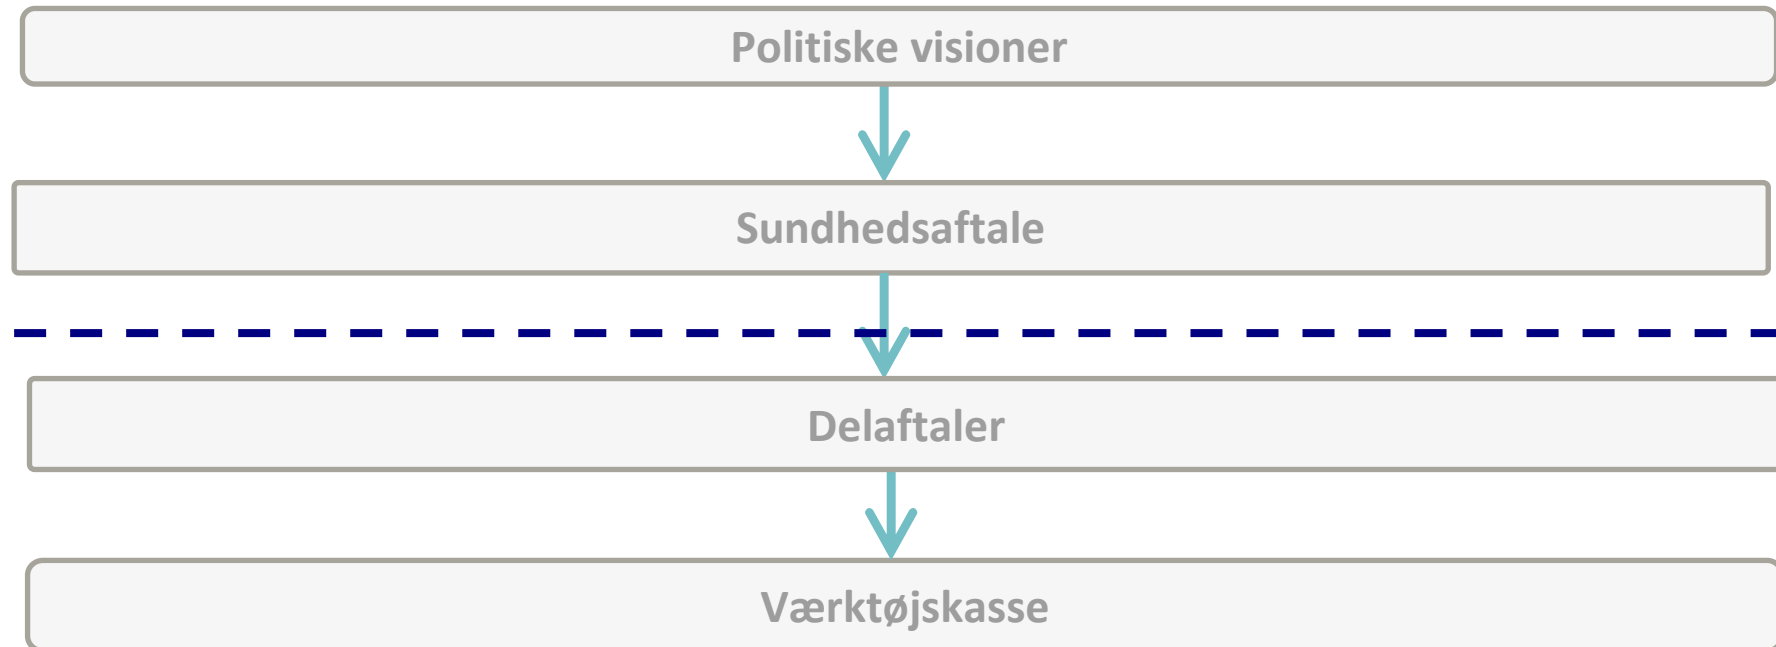 Politiske visioner
Sundhedsaftale
Delaftaler
Værktøjskasse